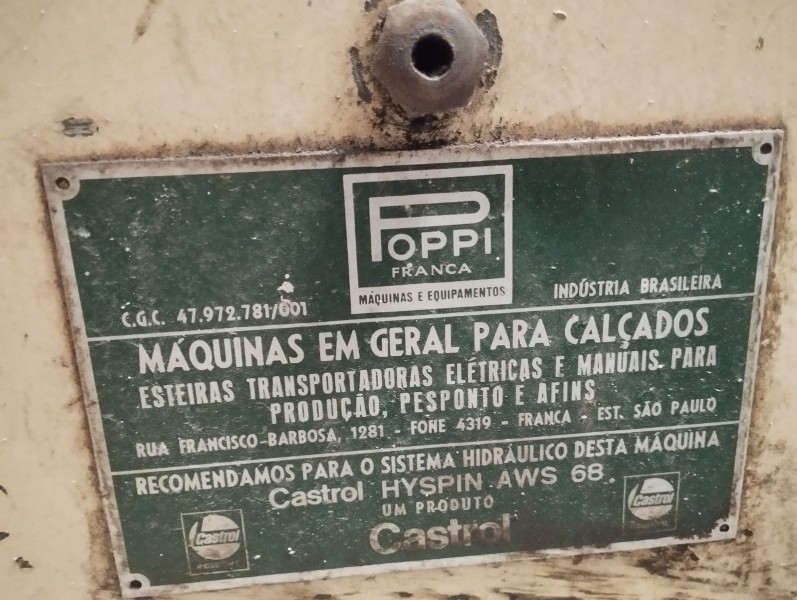 POPPI
FRANCA
MÁQUINAS E EQUIPAMENTOS
C.G.C. 47.972.781/001
INDÚSTRIA BRASILEIRA
MÁQUINAS EM GERAL PARA CALÇADOS
ESTEIRAS TRANSPORTADORAS ELÉTRICAS E MANUAIS PARA
PRODUÇÃO, PESPONTO E AFINS
RUA FRANCISCO BARBOSA, 1281 - FONE 4319 - FRANCA - EST. SÃO PAULO
RECOMENDAMOS PARA O SISTEMA HIDRÁULICO DESTA MÁQUINA
Castrol HYSPIN AWS 68.
UM PRODUTO
Castrol
Castrol
Castrol